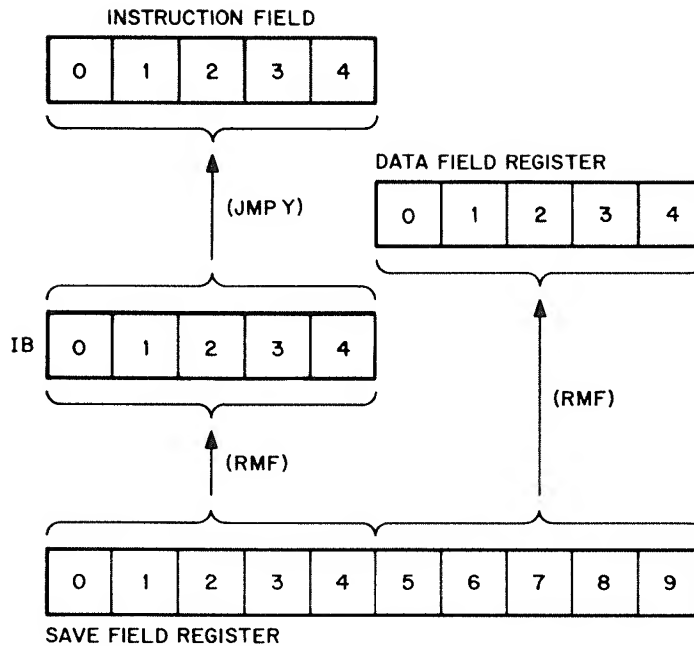 INSTRUCTION FIELD
0 1 2 3 4
DATA FIELD REGISTER
0 1 2 3 4
(JMP Y)
IB 0 1 2 3 4
(RMF)
(RMF)
0 1 2 3 4 5 6 7 8 9
SAVE FIELD REGISTER